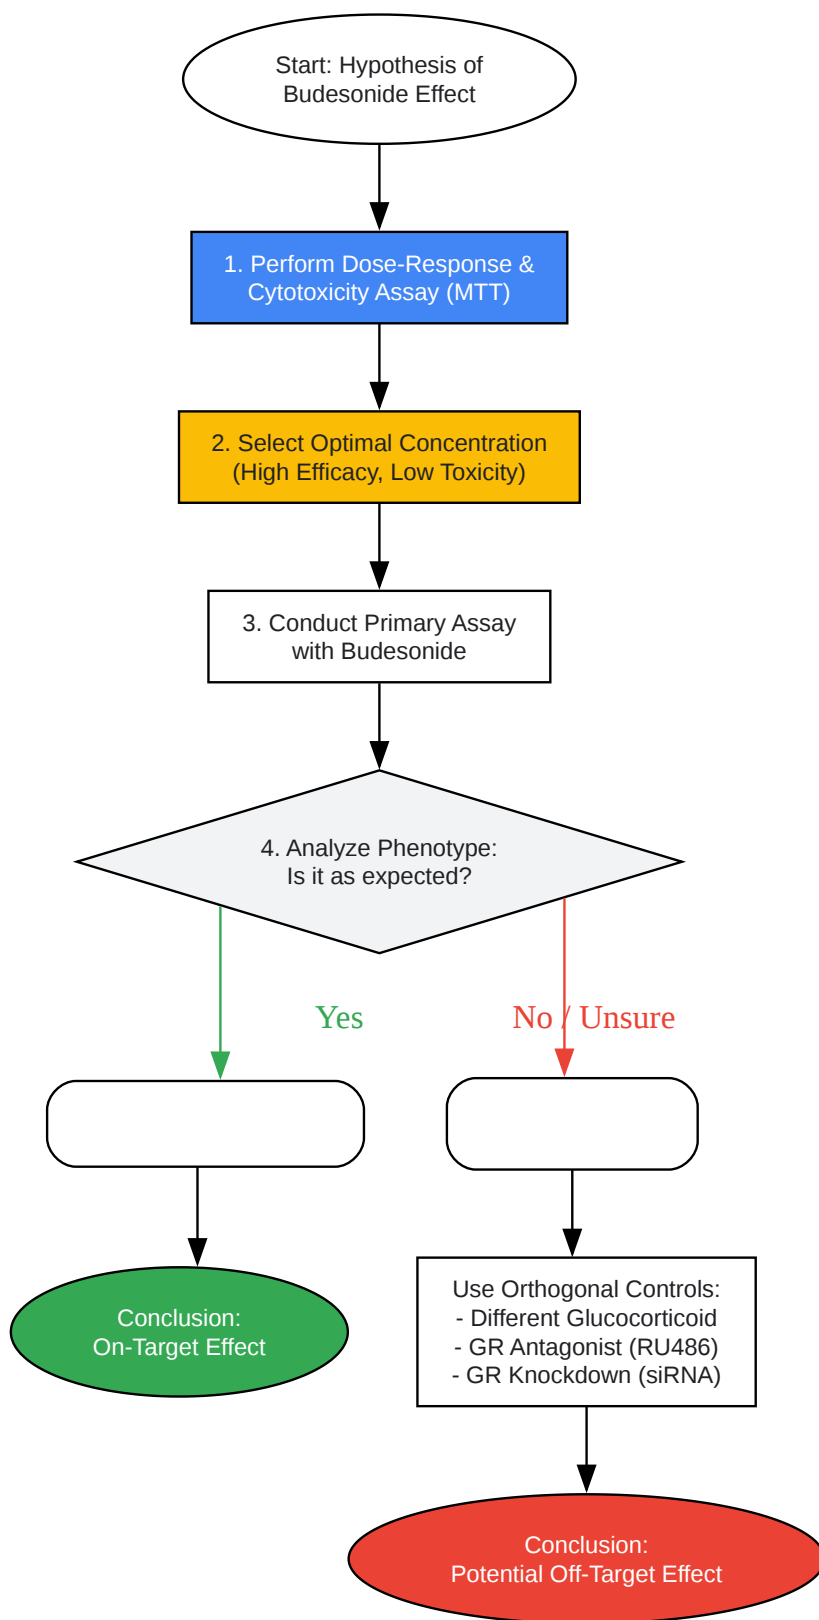 Start: Hypothesis of
Budesonide Effect
1. Perform Dose-Response &
Cytotoxicity Assay (MTT)
2. Select Optimal Concentration
(High Efficacy, Low Toxicity)
3. Conduct Primary Assay
with Budesonide
4. Analyze Phenotype:
Is it as expected?
Yes
No / Unsure
Conclusion:
On-Target Effect
Use Orthogonal Controls:
- Different Glucocorticoid
- GR Antagonist (RU486)
- GR Knockdown (siRNA)
Conclusion:
Potential Off-Target Effect